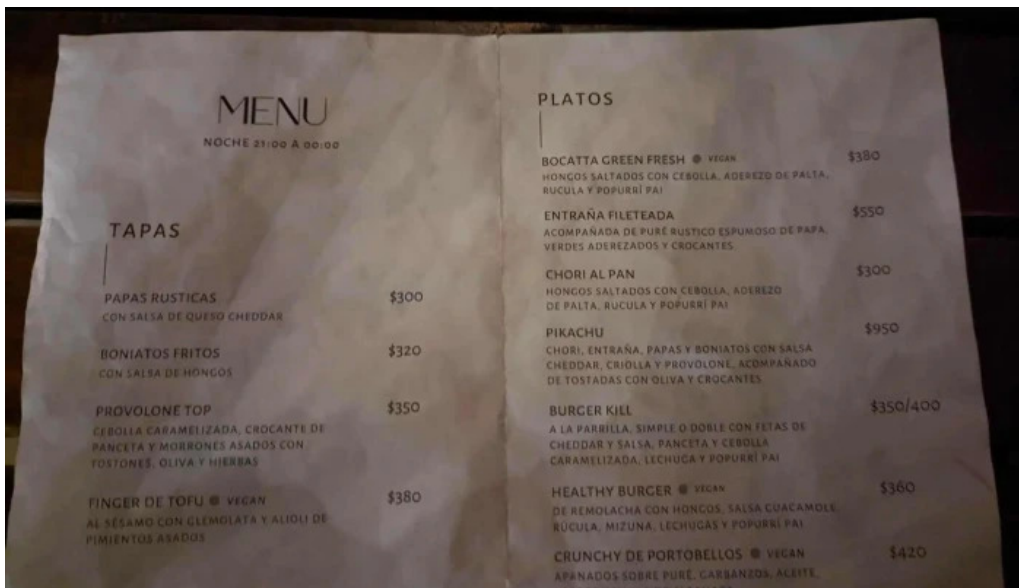 MENU
NOCHE 21:00 A 00:00
TAPAS
PAPAS RUSTICAS $300
CON SALSA DE QUESO CHEDDAR
BONIATOS FRITOS $320
CON SALSA DE HONGOS
PROVOLONE TOP $350
CEBOLLA CARAMELIZADA, CROCANTE DE
PANCETA Y MORRONES ASADOS CON
TOSTONES, OLIVA Y HIERBAS
FINGER DE TOFU VEGAN $380
AL SÉSAMO CON GLEMOLATA Y ALIOLI DE
PIMIENTOS ASADOS
PLATOS
BOCATTA GREEN FRESH VEGAN $380
HONGOS SALTADOS CON CEBOLLA, ADEREZO DE PALTA,
RUCULA Y POPURRÍ PAI
ENTRAÑA FILETEADA $550
ACOMPAÑADA DE PURÉ RUSTICO ESPUMOSO DE PAPA,
VERDES ADEREZADOS Y CROCANTES
CHORI AL PAN $300
HONGOS SALTADOS CON CEBOLLA, ADEREZO
DE PALTA, RUCULA Y POPURRÍ PAI
PIKACHU $950
CHORI, ENTRAÑA, PAPAS Y BONIATOS CON SALSA
CHEDDAR, CRIOLLA Y PROVOLONE, ACOMPAÑADO
DE TOSTADAS CON OLIVA Y CROCANTES
BURGER KILL $350/400
A LA PARRILLA, SIMPLE O DOBLE CON FETAS DE
CHEDDAR Y SALSA, PANCETA Y CEBOLLA
CARAMELIZADA, LECHUGA Y POPURRÍ PAI
HEALTHY BURGER VEGAN $360
DE REMOLACHA CON HONGOS, SALSA GUACAMOLE,
RÚCULA, MIZUNA, LECHUGAS Y POPURRÍ PAI
CRUNCHY DE PORTOBELLOS VEGAN $420
APANADOS SOBRE PURÉ, GARBANZOS, ACEITE,